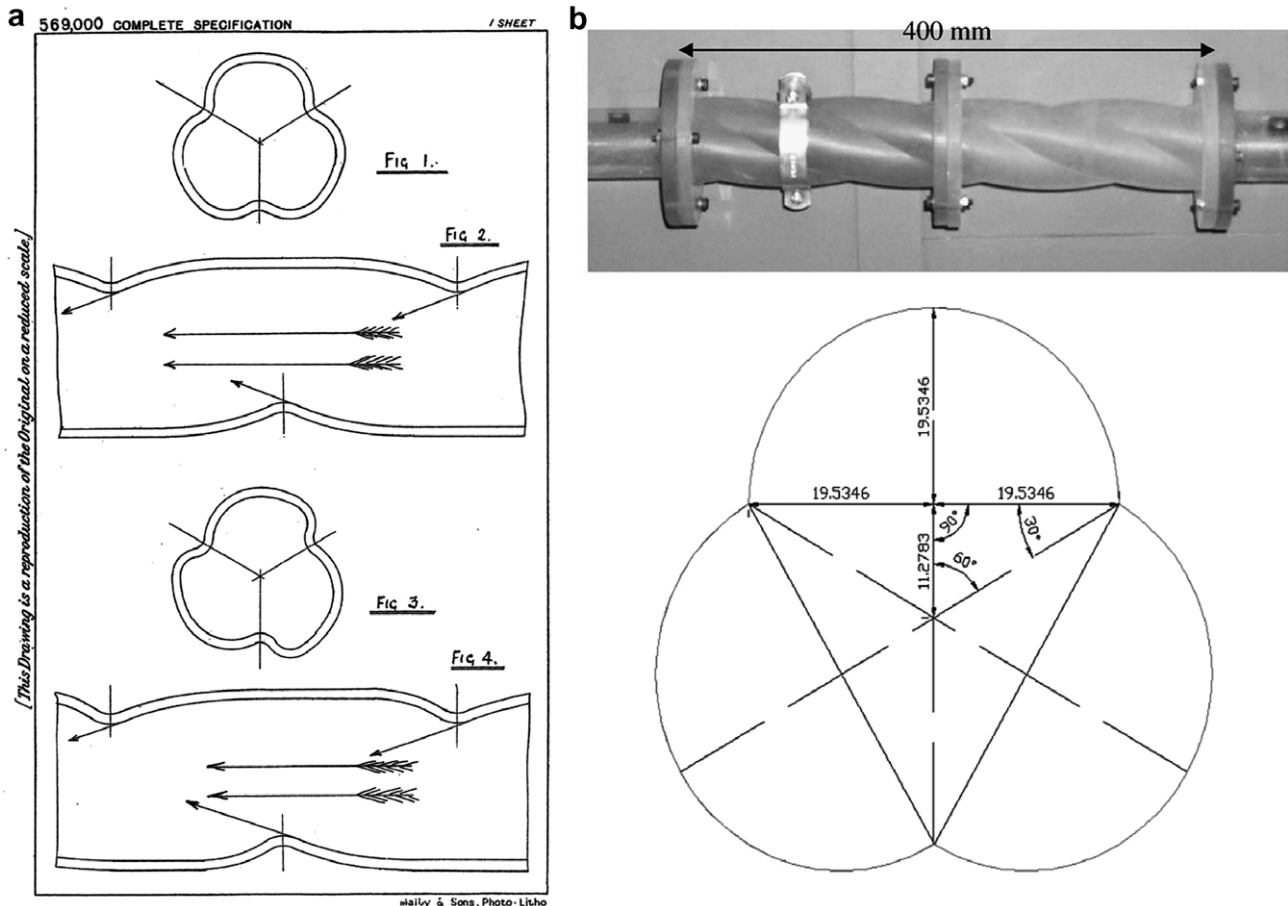 a
569,000 COMPLETE SPECIFICATION
1 SHEET
[This Drawing is a reproduction of the Original on a reduced scale.]
FIG 1.
FIG 2.
FIG 3.
FIG 4.
Malby & Sons, Photo-Litho
b
400 mm
19.5346
19.5346
19.5346
90°
30°
11.2783
60°